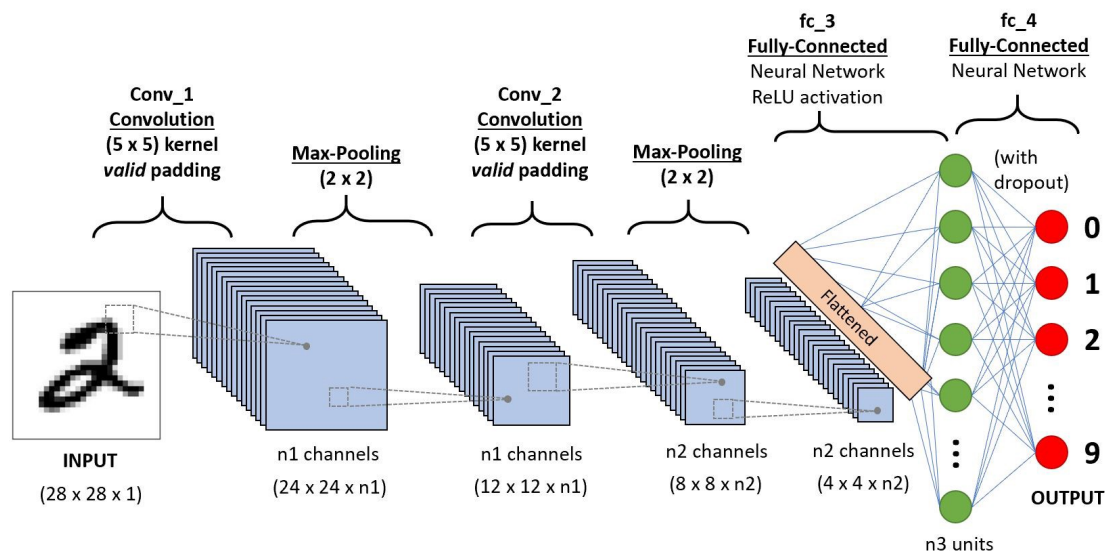 Conv_1
Convolution
(5 x 5) kernel
valid padding
Max-Pooling
(2 x 2)
Conv_2
Convolution
(5 x 5) kernel
valid padding
Max-Pooling
(2 x 2)
fc_3
Fully-Connected
Neural Network
ReLU activation
fc_4
Fully-Connected
Neural Network
(with
dropout)
Flattened
0
1
2
9
OUTPUT
2
INPUT
(28 x 28 x 1)
n1 channels
(24 x 24 x n1)
n1 channels
(12 x 12 x n1)
n2 channels
(8 x 8 x n2)
n2 channels
(4 x 4 x n2)
n3 units